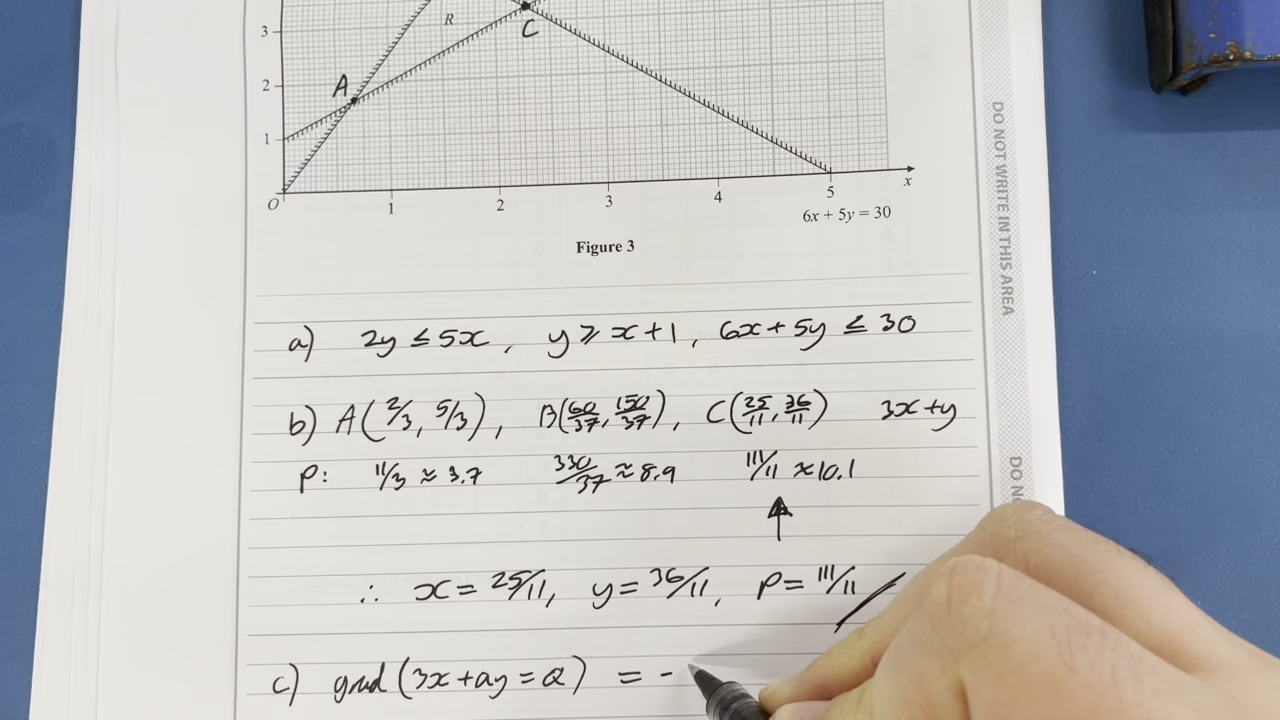 3
R
C
A
2
1
O 1 2 3 4 5 x
6x + 5y = 30
Figure 3
DO NOT WRITE IN THIS AREA
a) 2y ≤ 5x, y ≥ x+1, 6x+5y ≤ 30
b) A(2/3, 5/3), B(60/37, 150/37), C(25/11, 36/11) 3x+y
P: 11/3 ≈ 3.7 330/37 ≈ 8.9 111/11 ≈ 10.1
∴ x = 25/11, y = 36/11, P = 111/11
c) grad (3x+ay=Q) = -
DO N